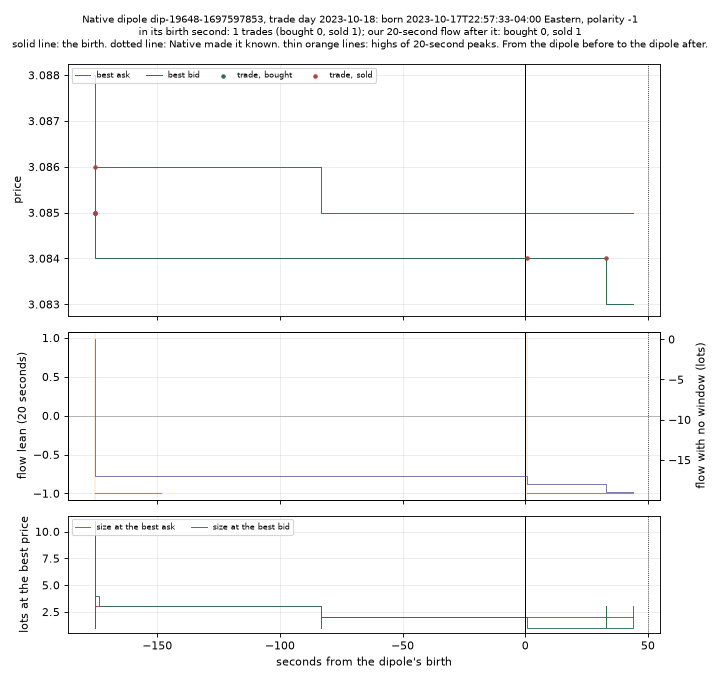 Native dipole dip-19648-1697597853, trade day 2023-10-18: born 2023-10-17T22:57:33-04:00 Eastern, polarity -1
in its birth second: 1 trades (bought 0, sold 1); our 20-second flow after it: bought 0, sold 1
solid line: the birth. dotted line: Native made it known. thin orange lines: highs of 20-second peaks. From the dipole before to the dipole after.
best ask best bid trade, bought trade, sold
3.088
3.087
3.086
3.085
3.084
3.083
price
1.0
0.5
0.0
−0.5
−1.0
flow lean (20 seconds)
0
−5
−10
−15
flow with no window (lots)
size at the best ask size at the best bid
10.0
7.5
5.0
2.5
lots at the best price
−150 −100 −50 0 50
seconds from the dipole's birth